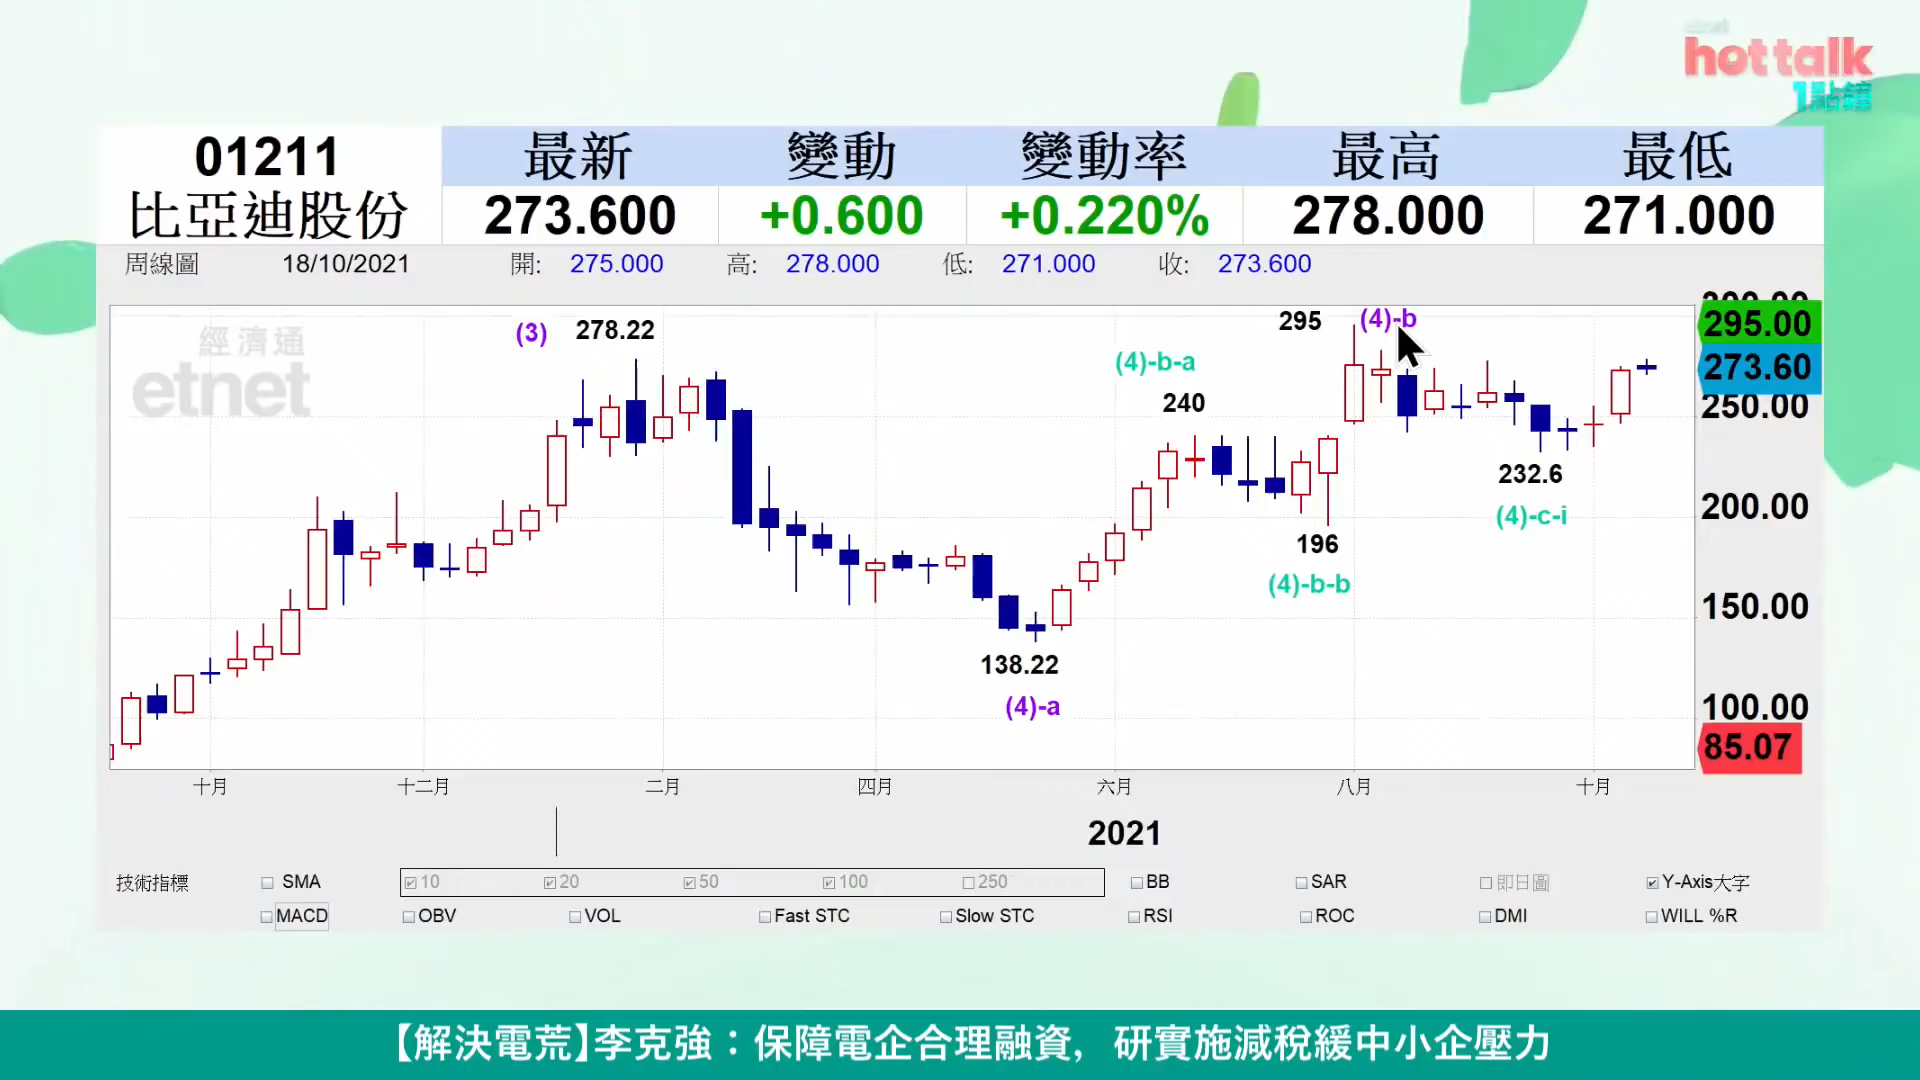 hot talk
1點鐘
01211
比亞迪股份
最新 變動 變動率 最高 最低
273.600 +0.600 +0.220% 278.000 271.000
周線圖 18/10/2021 開: 275.000 高: 278.000 低: 271.000 收: 273.600
經濟通
etnet
(3) 278.22
295 (4)-b
(4)-b-a
240
232.6
(4)-c-i
196
(4)-b-b
138.22
(4)-a
295.00
273.60
250.00
200.00
150.00
100.00
85.07
十月 十二月 二月 四月 六月 八月 十月
2021
技術指標 SMA 10 20 50 100 250 BB SAR 即日圖 Y-Axis大字
MACD OBV VOL Fast STC Slow STC RSI ROC DMI WILL %R
【解決電荒】李克強：保障電企合理融資，研實施減稅緩中小企壓力